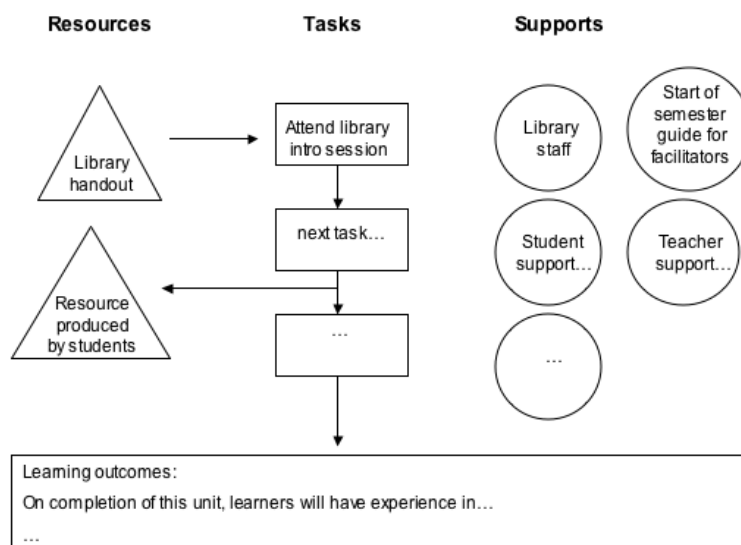 Resources
Tasks
Supports
Library
handout
Attend library
intro session
Library
staff
Start of
semester
guide for
facilitators
next task…
Student
support…
Teacher
support…
Resource
produced
by students
…
…
Learning outcomes:
On completion of this unit, learners will have experience in…
…